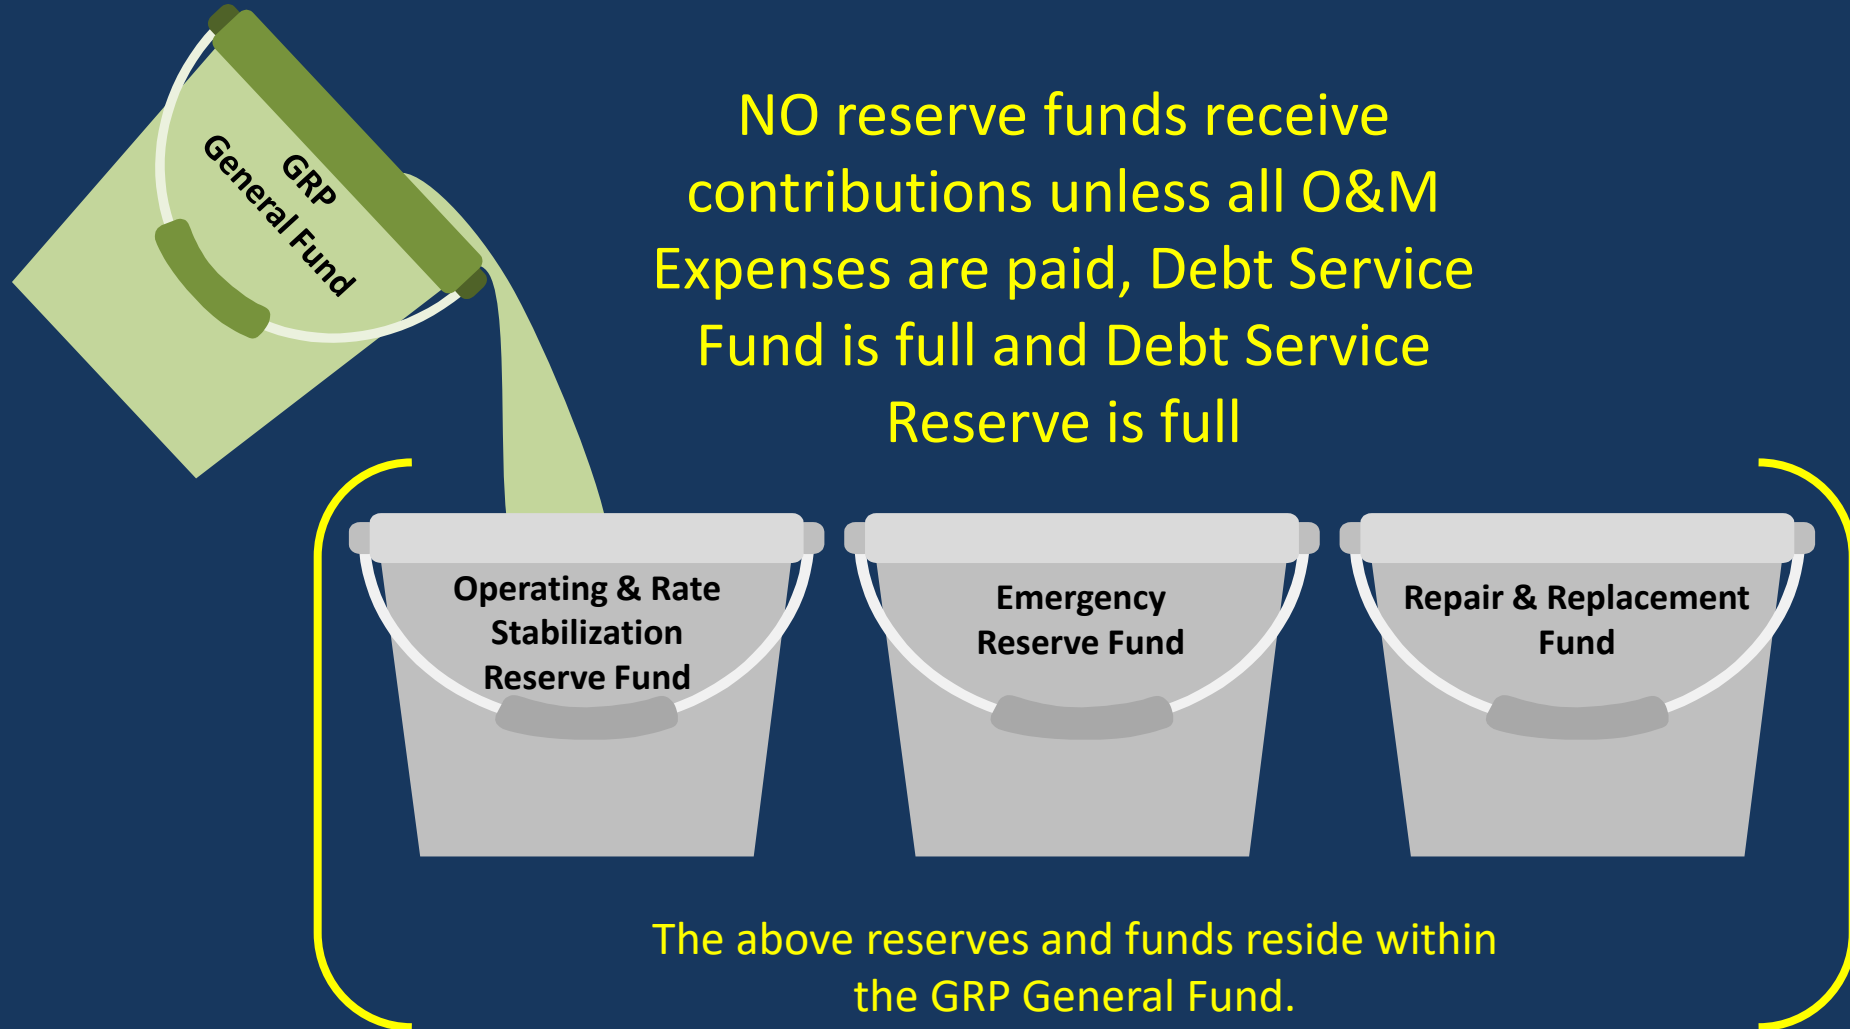 GRP
General Fund
NO reserve funds receive
contributions unless all O&M
Expenses are paid, Debt Service
Fund is full and Debt Service
Reserve is full
Operating & Rate
Stabilization
Reserve Fund
Emergency
Reserve Fund
Repair & Replacement
Fund
The above reserves and funds reside within
the GRP General Fund.